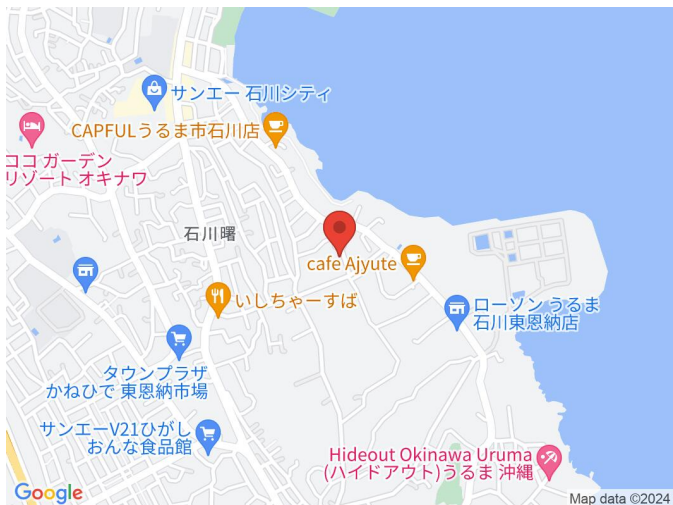 サンエー 石川シティ
CAPFULうるま市石川店
ココ ガーデン
リゾート オキナワ
石川曙
cafe Ajyute
いしちゃーすば
ローソン うるま
石川東恩納店
タウンプラザ
かねひで 東恩納市場
サンエーV21ひがし
おんな食品館
Hideout Okinawa Uruma
(ハイドアウト)うるま 沖縄
Google
Map data ©2024